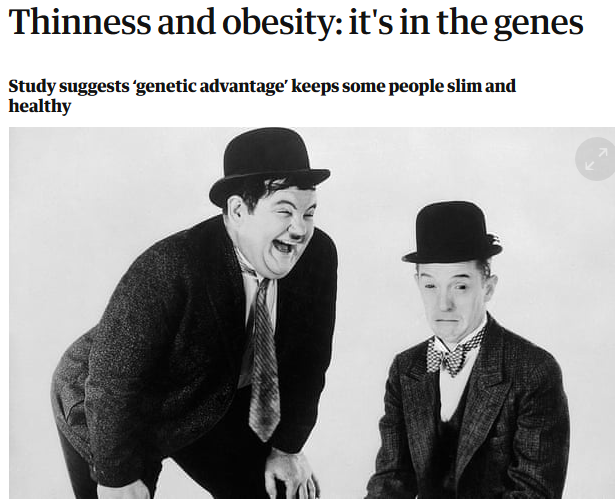 Thinness and obesity: it's in the genes
Study suggests ‘genetic advantage’ keeps some people slim and
healthy